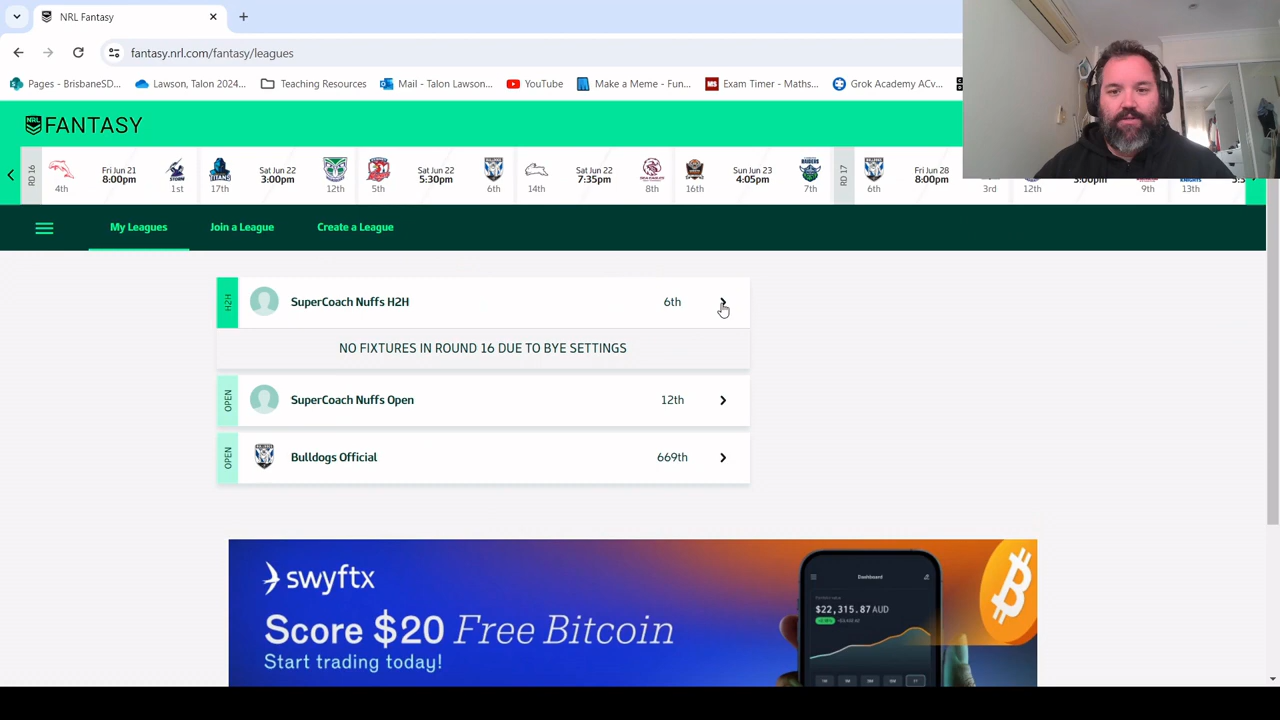 NRL Fantasy
fantasy.nrl.com/fantasy/leagues
Pages - BrisbaneSD...
Lawson, Talon 2024...
Teaching Resources
Mail - Talon Lawson...
YouTube
Make a Meme - Fun...
Exam Timer - Maths...
Grok Academy ACv...
NRL FANTASY
RD 16
4th
Fri Jun 21
8:00pm
1st
17th
Sat Jun 22
3:00pm
12th
5th
Sat Jun 22
5:30pm
6th
14th
Sat Jun 22
7:35pm
8th
16th
Sun Jun 23
4:05pm
7th
RD 17
6th
Fri Jun 28
8:00pm
3rd
12th
9th
13th
My Leagues
Join a League
Create a League
H2H
SuperCoach Nuffs H2H
6th
NO FIXTURES IN ROUND 16 DUE TO BYE SETTINGS
OPEN
SuperCoach Nuffs Open
12th
OPEN
Bulldogs Official
669th
swyftx
Score $20 Free Bitcoin
Start trading today!
Dashboard
$22,315.87 AUD